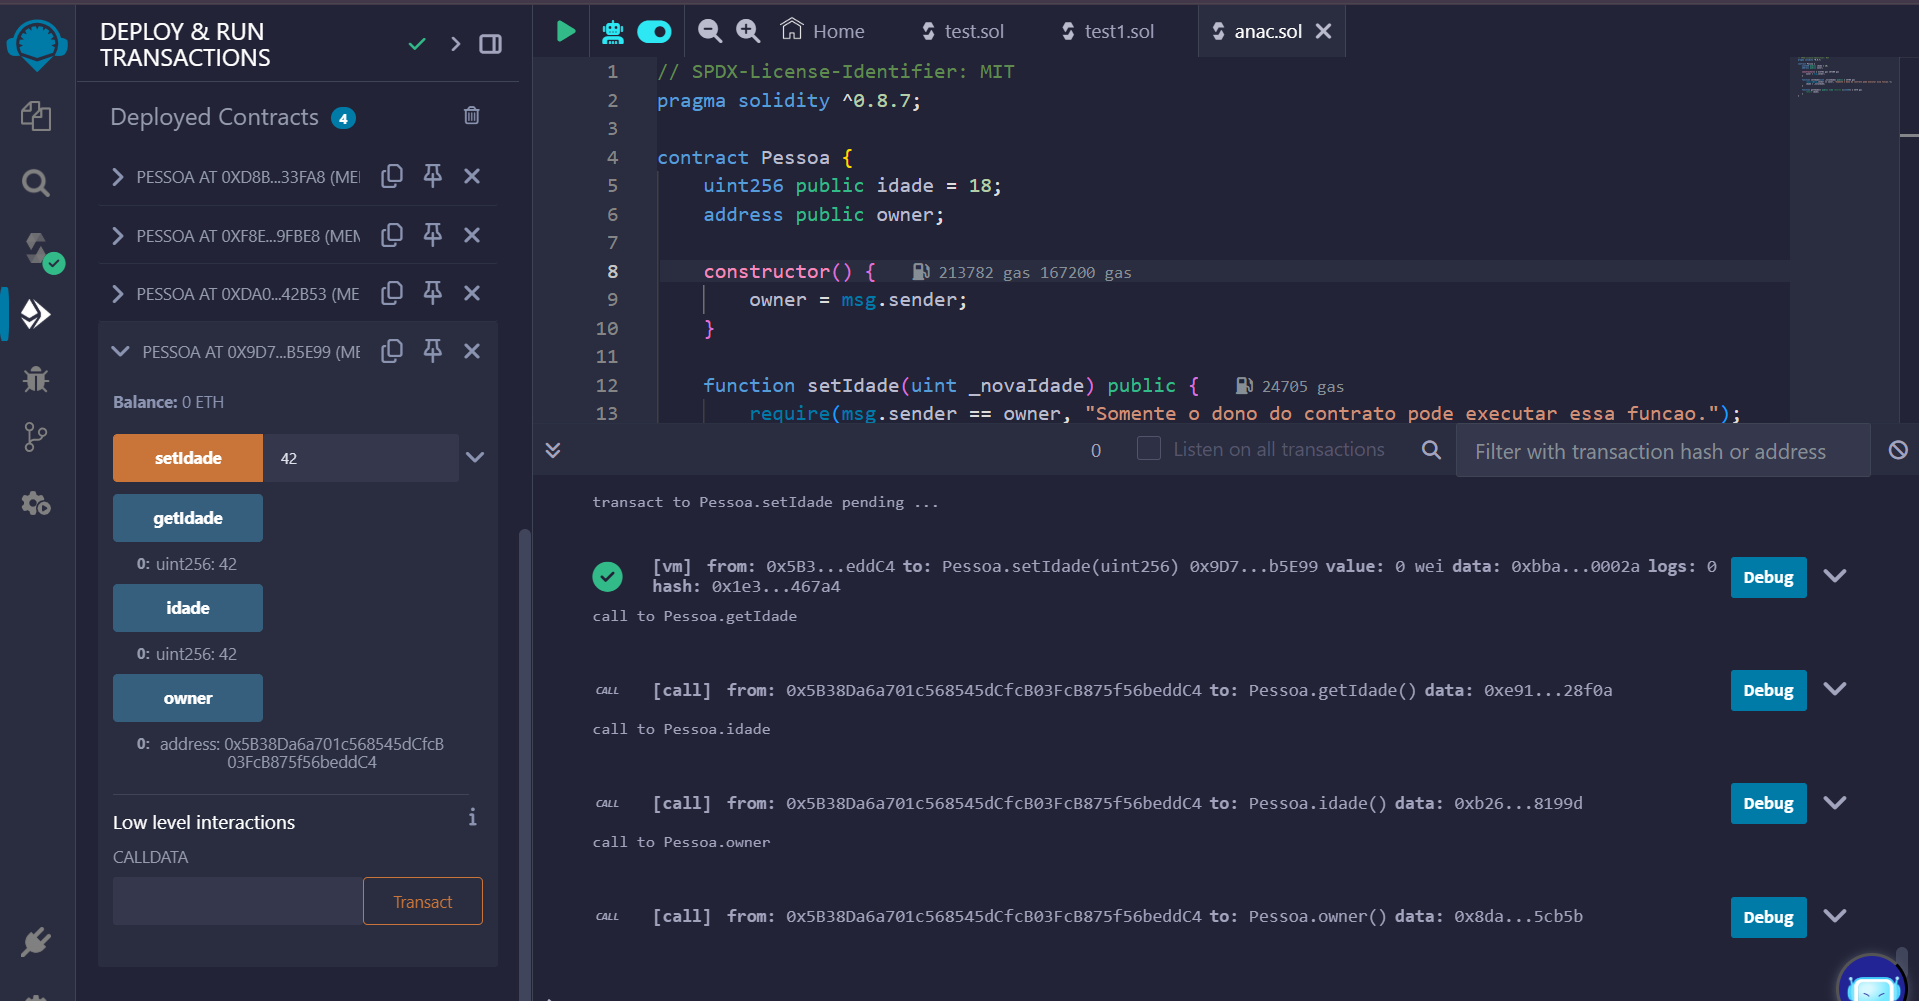 DEPLOY & RUN
TRANSACTIONS
Deployed Contracts 4
PESSOA AT 0XD8B...33FA8 (ME
PESSOA AT 0XF8E...9FBE8 (MEM
PESSOA AT 0XDA0...42B53 (ME
PESSOA AT 0X9D7...B5E99 (ME
Balance: 0 ETH
setIdade 42
getIdade
0: uint256: 42
idade
0: uint256: 42
owner
0: address: 0x5B38Da6a701c568545dCfcB
03FcB875f56beddC4
Low level interactions
i
CALLDATA
Transact
Home test.sol test1.sol anac.sol
1 // SPDX-License-Identifier: MIT
2 pragma solidity ^0.8.7;
3
4 contract Pessoa {
5 uint256 public idade = 18;
6 address public owner;
7
8 constructor() { 213782 gas 167200 gas
9 owner = msg.sender;
10 }
11
12 function setIdade(uint _novaIdade) public { 24705 gas
13 require(msg.sender == owner, "Somente o dono do contrato pode executar essa funcao.");
0 Listen on all transactions Filter with transaction hash or address
transact to Pessoa.setIdade pending ...
[vm] from: 0x5B3...eddC4 to: Pessoa.setIdade(uint256) 0x9D7...b5E99 value: 0 wei data: 0xbba...0002a logs: 0
hash: 0x1e3...467a4
Debug
call to Pessoa.getIdade
CALL [call] from: 0x5B38Da6a701c568545dCfcB03FcB875f56beddC4 to: Pessoa.getIdade() data: 0xe91...28f0a Debug
call to Pessoa.idade
CALL [call] from: 0x5B38Da6a701c568545dCfcB03FcB875f56beddC4 to: Pessoa.idade() data: 0xb26...8199d Debug
call to Pessoa.owner
CALL [call] from: 0x5B38Da6a701c568545dCfcB03FcB875f56beddC4 to: Pessoa.owner() data: 0x8da...5cb5b Debug